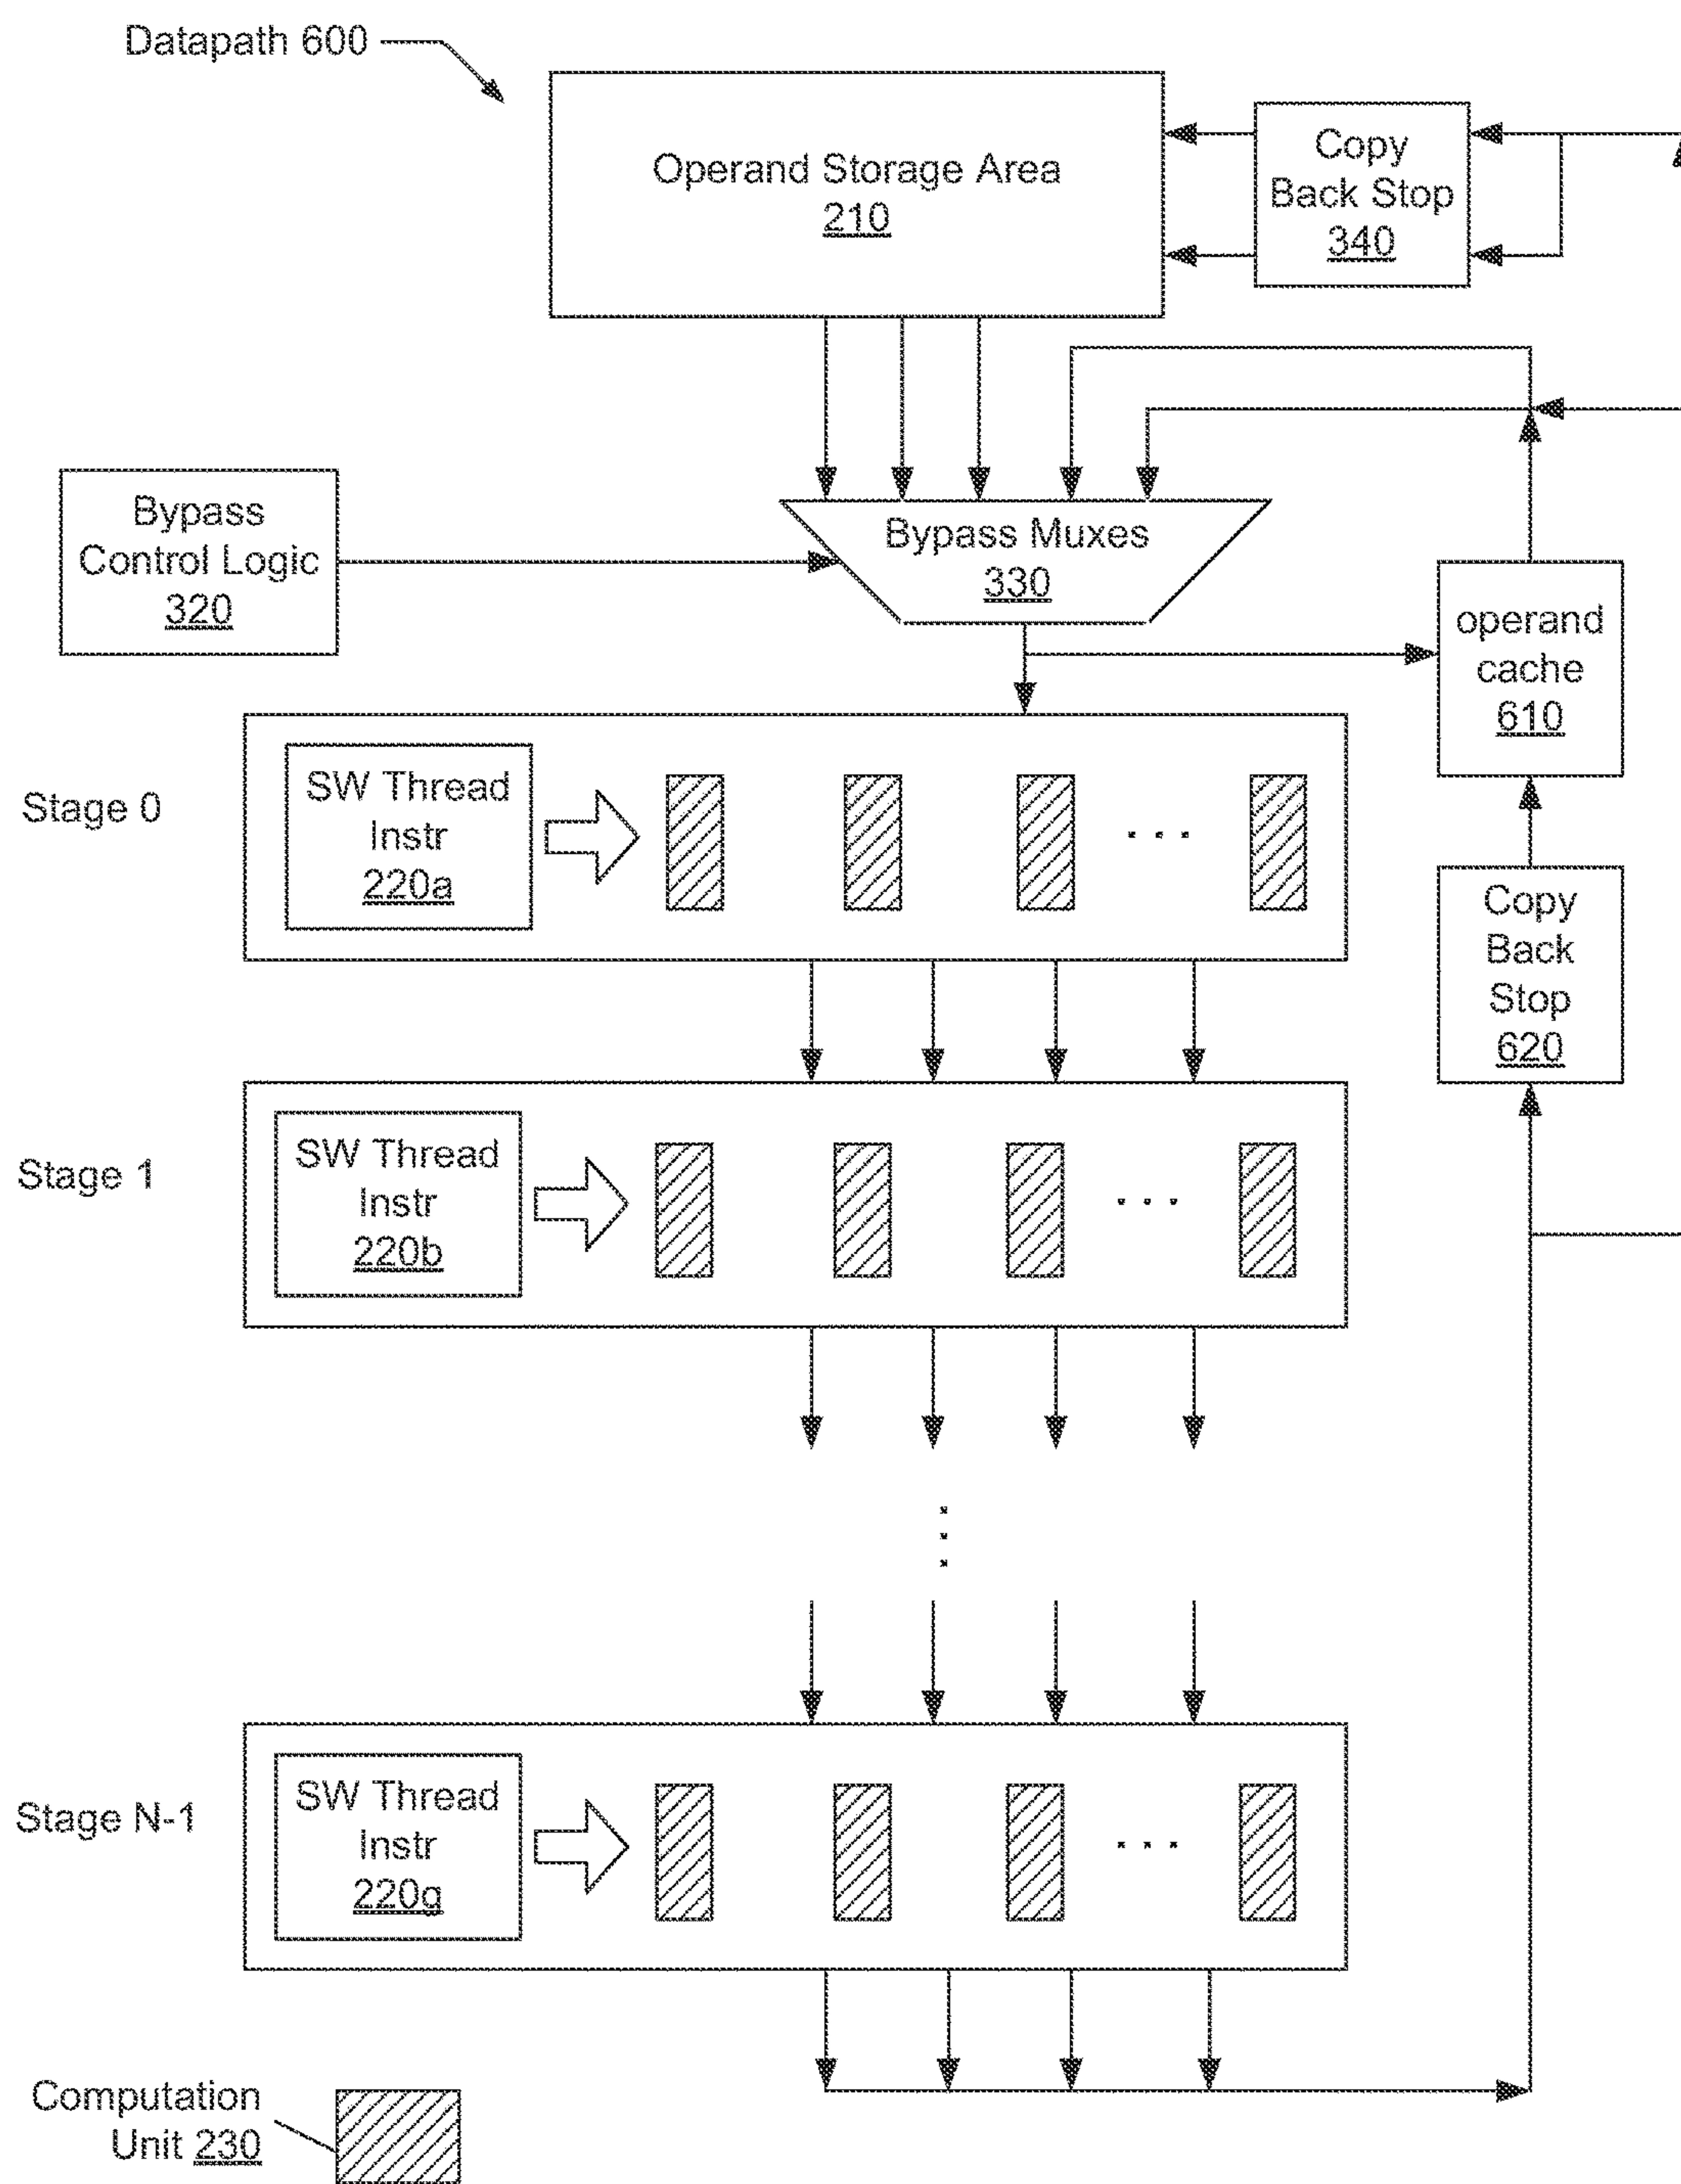 Datapath 600
Operand Storage Area
210
Copy
Back Stop
340
Bypass
Control Logic
320
Bypass Muxes
330
operand
cache
610
Stage 0
SW Thread
Instr
220a
. . .
Copy
Back
Stop
620
Stage 1
SW Thread
Instr
220b
. . .
Stage N-1
SW Thread
Instr
220g
. . .
Computation
Unit 230